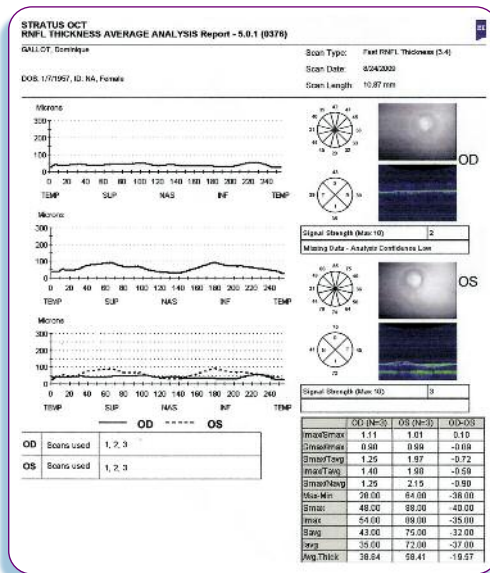 STRATUS OCT
RNFL THICKNESS AVERAGE ANALYSIS Report - 5.0.1 (0376)
GALLOT, Dominique
DOB: 1/7/1957, ID: NA, Female
Scan Type: Fast RNFL Thickness (3.4)
Scan Date: 8/24/2009
Scan Length: 10.87 mm
Microns
300
200
100
0
0 20 40 60 80 100 120 140 160 180 200 220 240
TEMP SUP NAS INF TEMP
OD
Signal Strength (Max 10) 2
Missing Data - Analysis Confidence Low
Microns
300
200
100
0
0 20 40 60 80 100 120 140 160 180 200 220 240
TEMP SUP NAS INF TEMP
OS
Signal Strength (Max 10) 3
Microns
300
200
100
0
0 20 40 60 80 100 120 140 160 180 200 220 240
TEMP SUP NAS INF TEMP
OD OS
OD Scans used 1, 2, 3
OS Scans used 1, 2, 3
OD (N=3) OS (N=3) OD-OS
Imax/Smax 1.11 1.01 0.10
Smax/Imax 0.90 0.99 -0.09
Smax/Tavg 1.25 1.97 -0.72
Imax/Tavg 1.40 1.98 -0.58
Smax/Navg 1.25 2.15 -0.90
Max-Min 28.00 64.00 -36.00
Smax 48.00 88.00 -40.00
Imax 54.00 89.00 -35.00
Savg 43.00 75.00 -32.00
Iavg 35.00 72.00 -37.00
Avg.Thick 38.84 58.41 -19.57